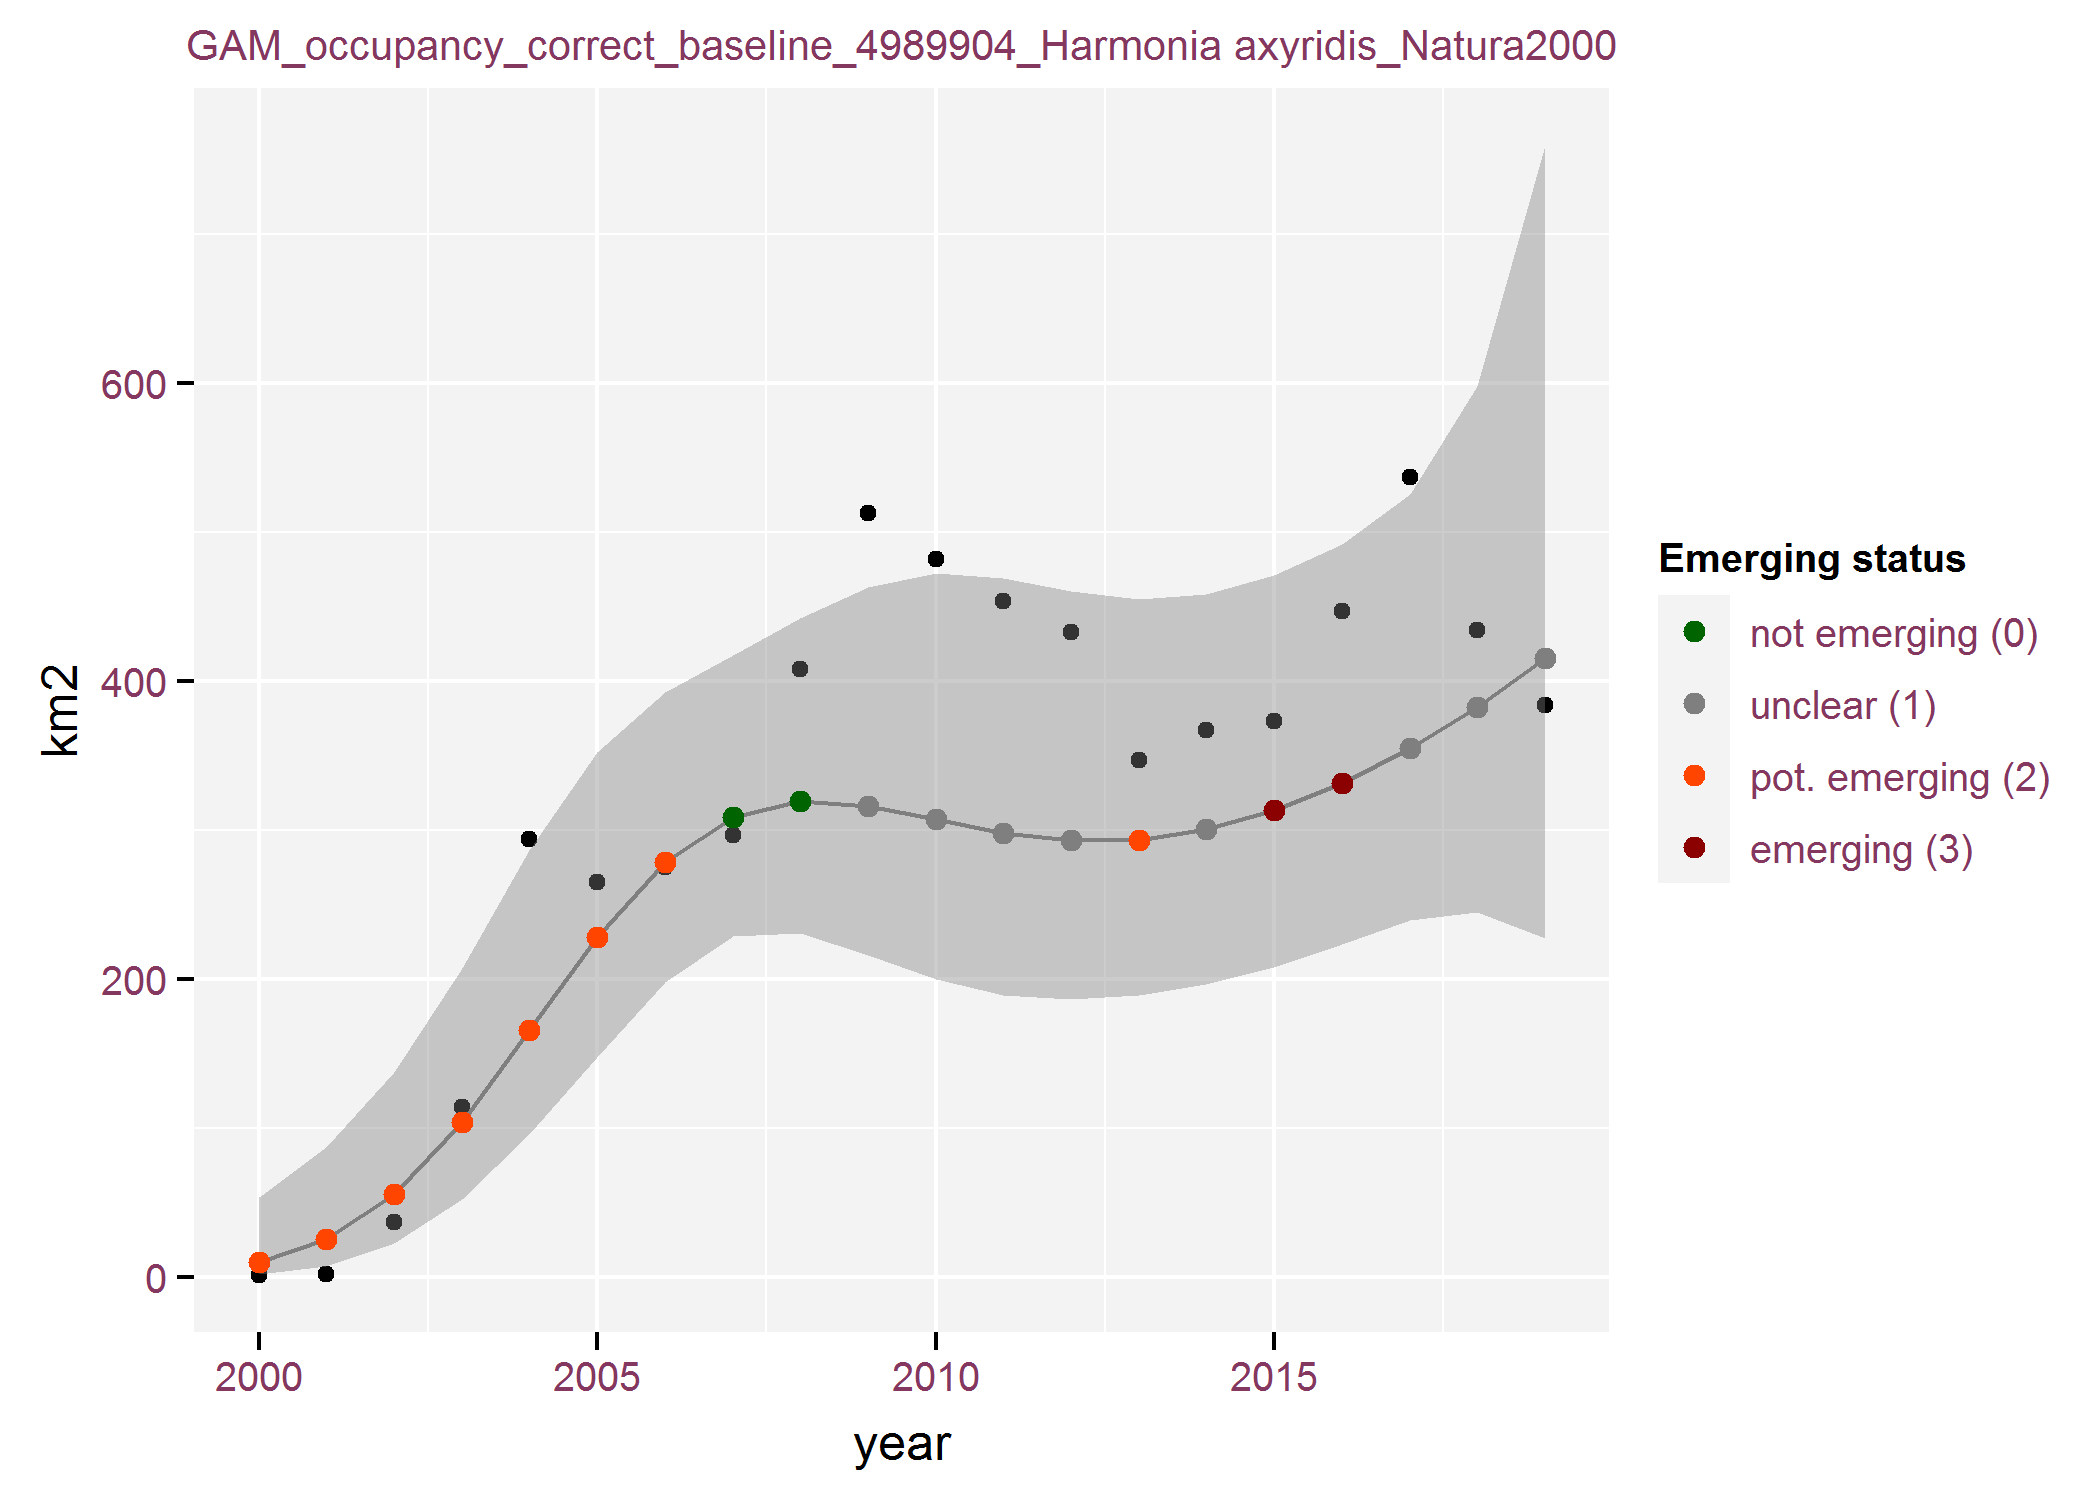 GAM_occupancy_correct_baseline_4989904_Harmonia axyridis_Natura2000
600
400
200
0
km2
2000
2005
2010
2015
year
Emerging status
not emerging (0)
unclear (1)
pot. emerging (2)
emerging (3)